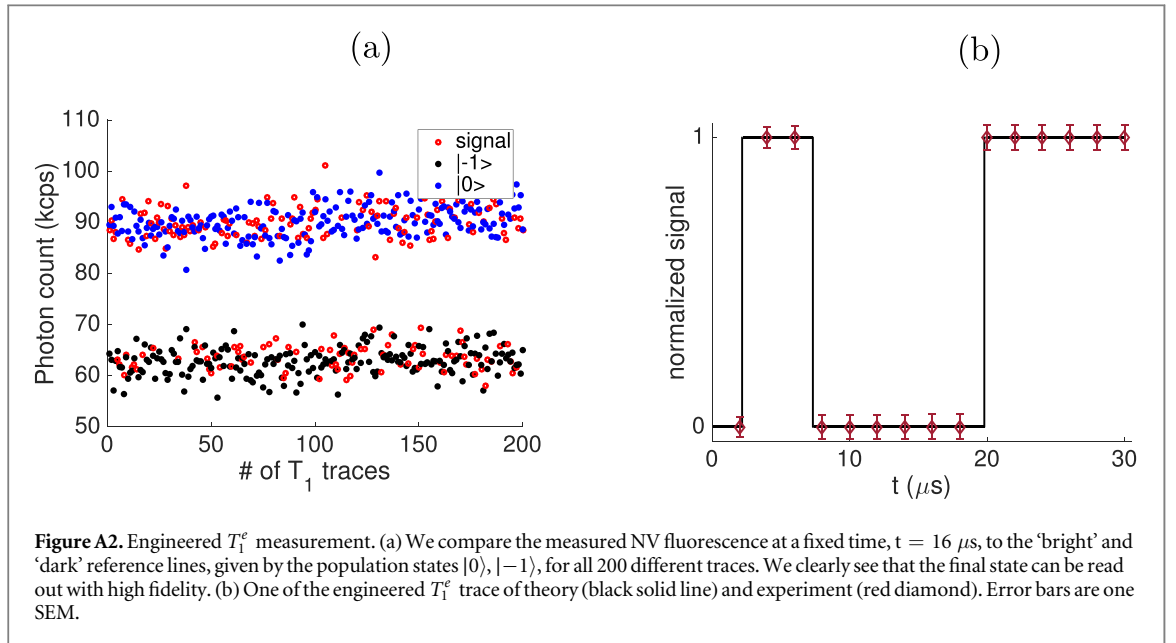 (a)
(b)
110
100
90
80
70
60
50
Photon count (kcps)
signal
|-1>
|0>
0
50
100
150
200
# of T1 traces
1
0
normalized signal
0
10
20
30
t (μs)
Figure A2. Engineered T₁ᵉ measurement. (a) We compare the measured NV fluorescence at a fixed time, t = 16 μs, to the ‘bright’ and
‘dark’ reference lines, given by the population states |0⟩, |−1⟩, for all 200 different traces. We clearly see that the final state can be read
out with high fidelity. (b) One of the engineered T₁ᵉ trace of theory (black solid line) and experiment (red diamond). Error bars are one
SEM.